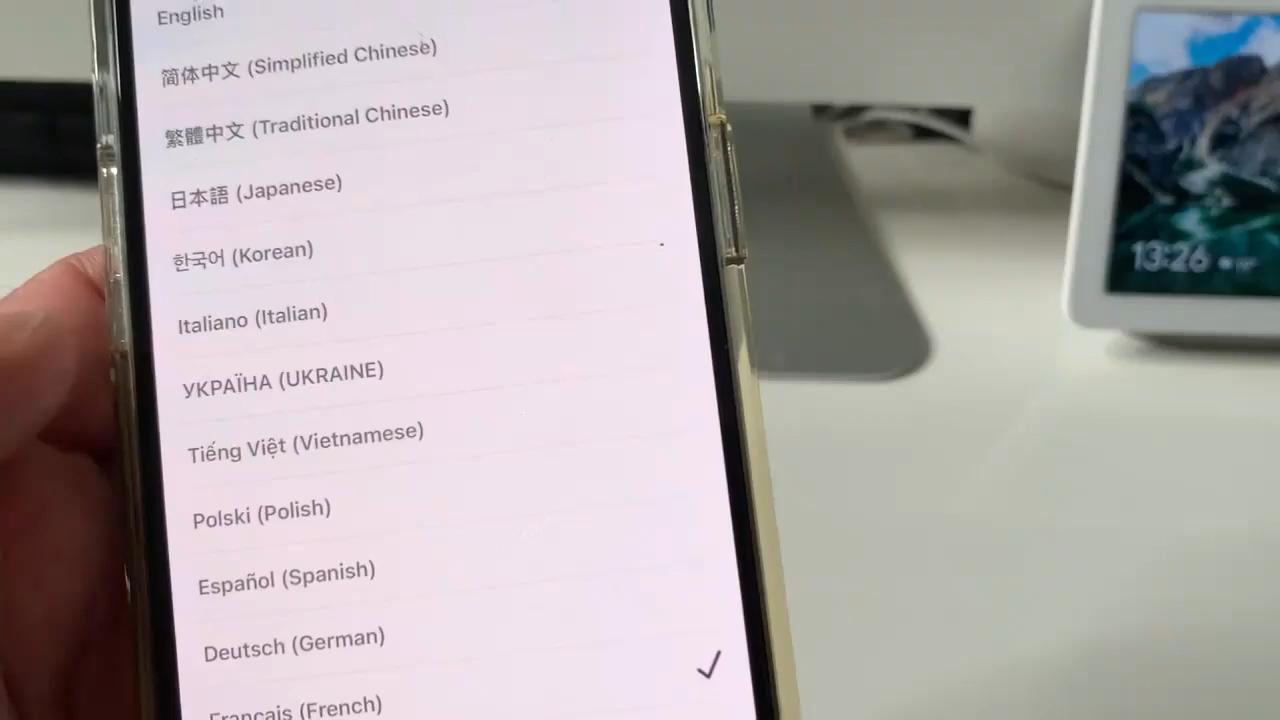 English
简体中文 (Simplified Chinese)
繁體中文 (Traditional Chinese)
日本語 (Japanese)
한국어 (Korean)
Italiano (Italian)
УКРАЇНА (UKRAINE)
Tiếng Việt (Vietnamese)
Polski (Polish)
Español (Spanish)
Deutsch (German)
Français (French)
13:26